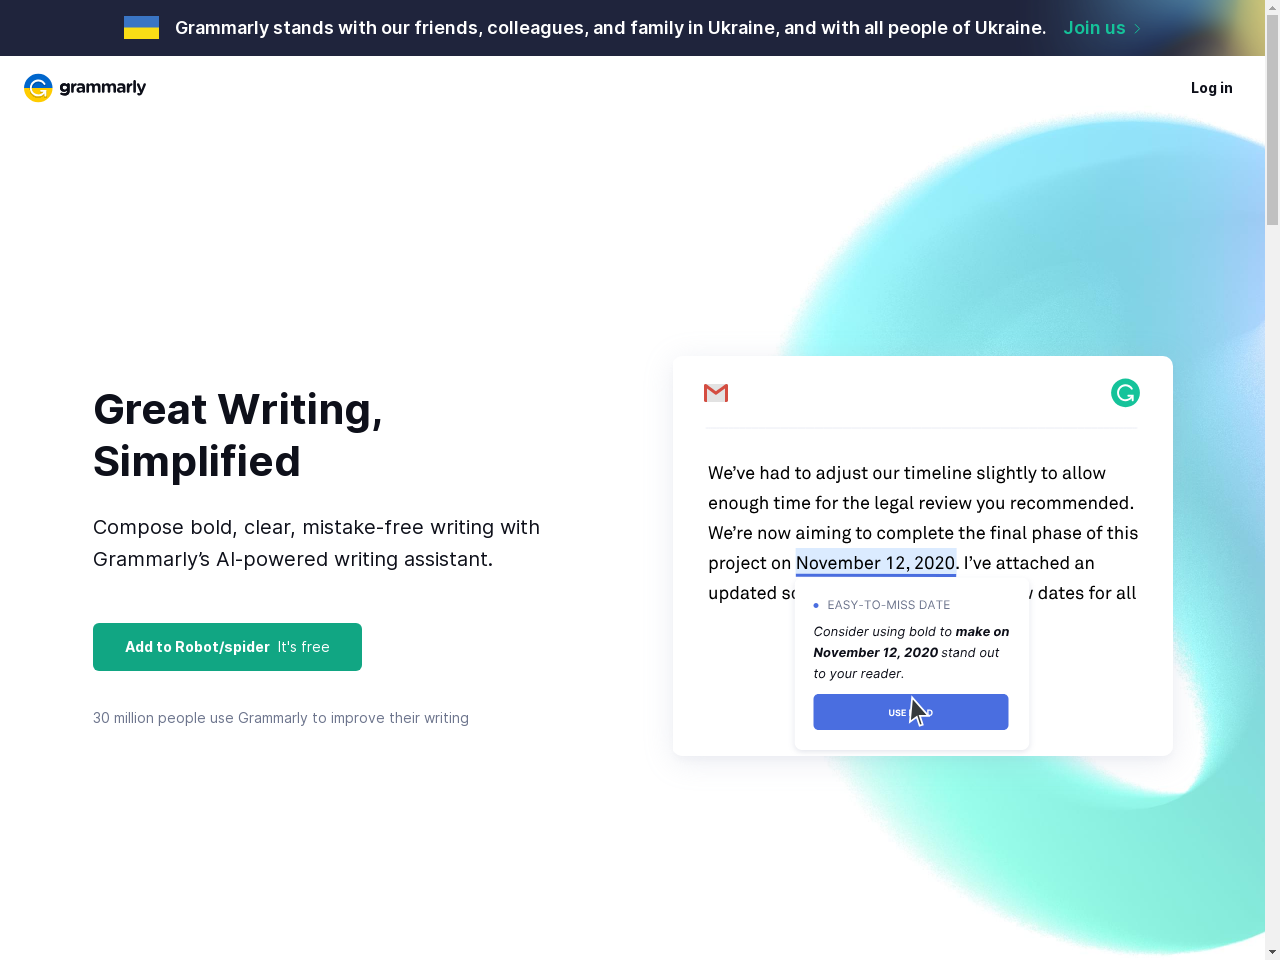 Grammarly stands with our friends, colleagues, and family in Ukraine, and with all people of Ukraine. Join us
grammarly
Log in
Great Writing,
Simplified
Compose bold, clear, mistake-free writing with
Grammarly's AI-powered writing assistant.
Add to Robot/spider It's free
30 million people use Grammarly to improve their writing
We've had to adjust our timeline slightly to allow
enough time for the legal review you recommended.
We're now aiming to complete the final phase of this
project on November 12, 2020. I've attached an
updated dates for all
EASY-TO-MISS DATE
Consider using bold to make on
November 12, 2020 stand out
to your reader.
USE